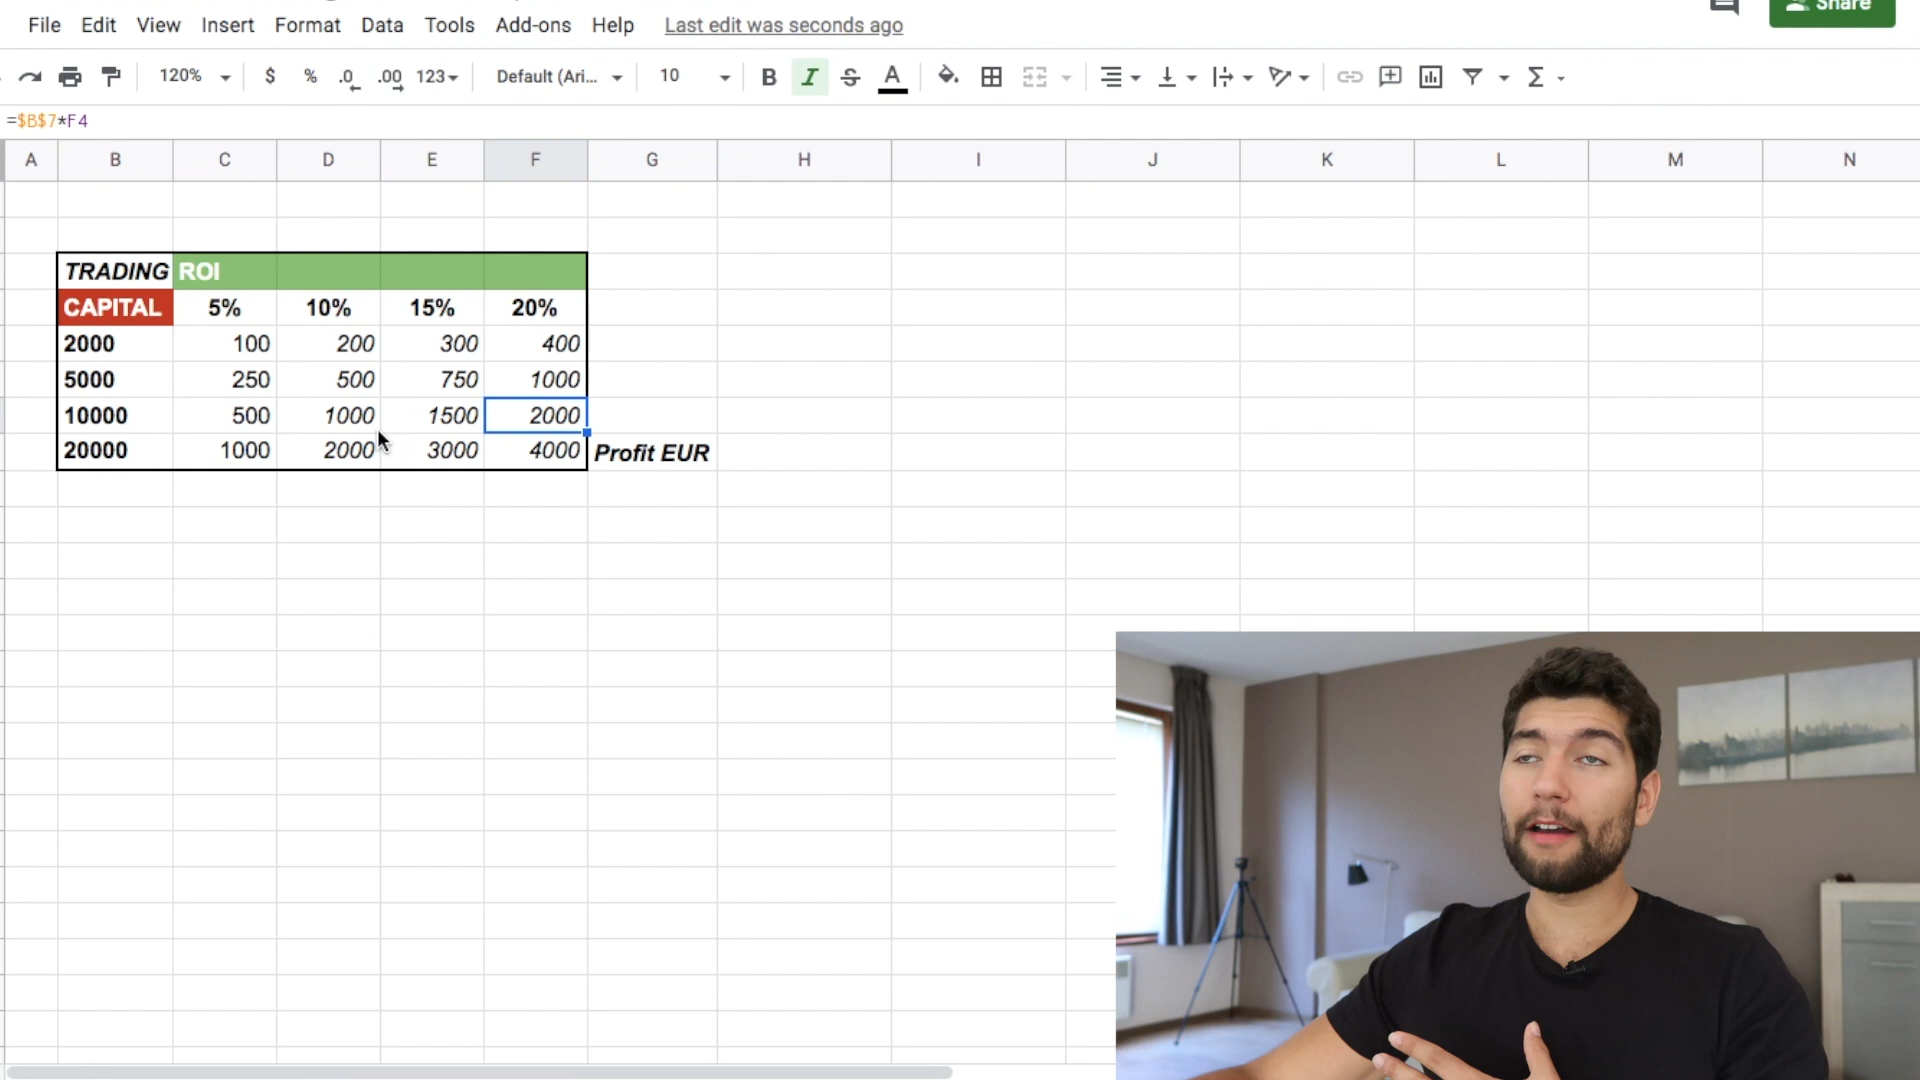 Share
File Edit View Insert Format Data Tools Add-ons Help Last edit was seconds ago
120% $ % .0 .00 123 Default (Ari... 10 B I S A Σ
=$B$7*F4
A B C D E F G H I J K L M N
TRADING ROI
CAPITAL 5% 10% 15% 20%
2000 100 200 300 400
5000 250 500 750 1000
10000 500 1000 1500 2000
20000 1000 2000 3000 4000 Profit EUR